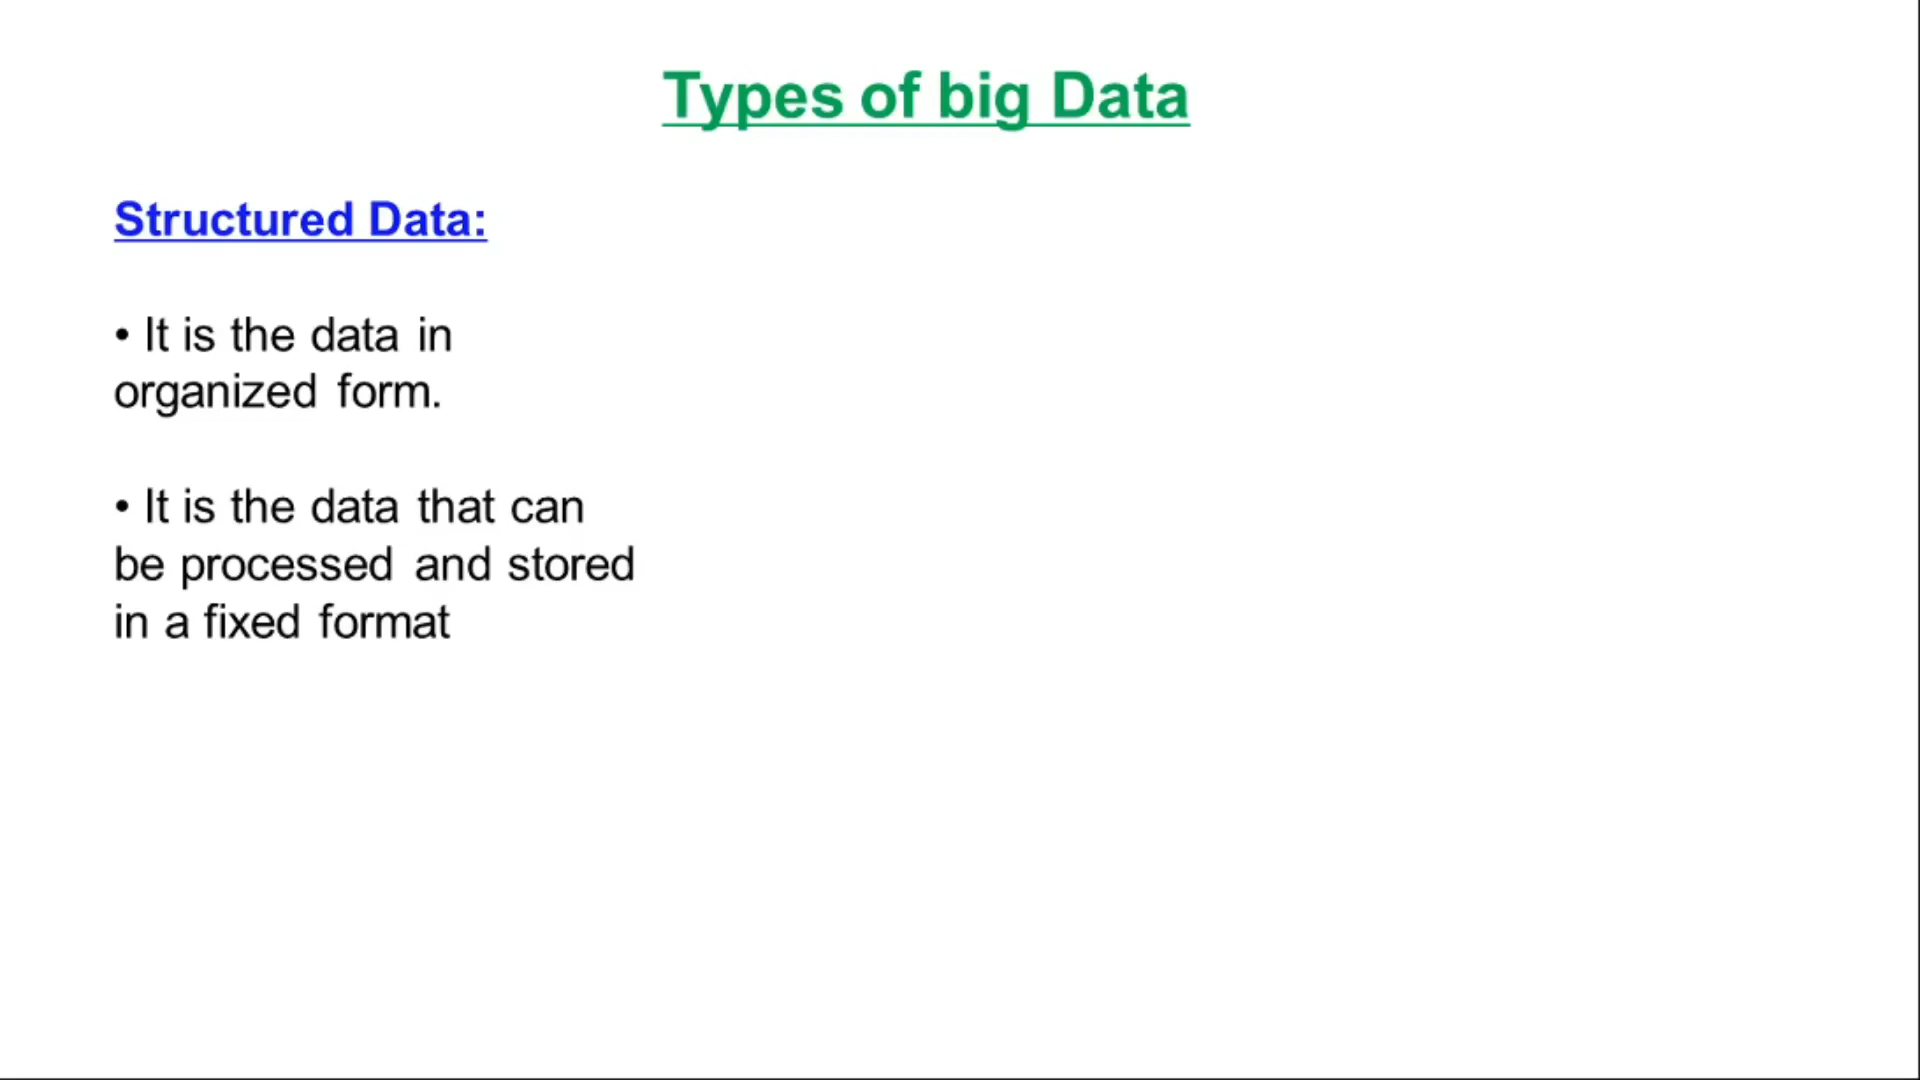 Types of big Data
Structured Data:
• It is the data in
organized form.
• It is the data that can
be processed and stored
in a fixed format